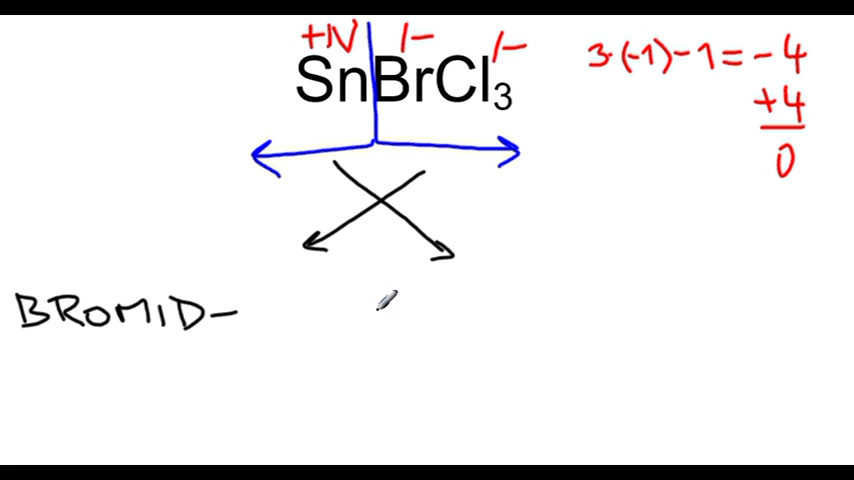 +IV 1- 1-
SnBrCl₃
3·(-1)-1=-4
+4
0
BROMID-